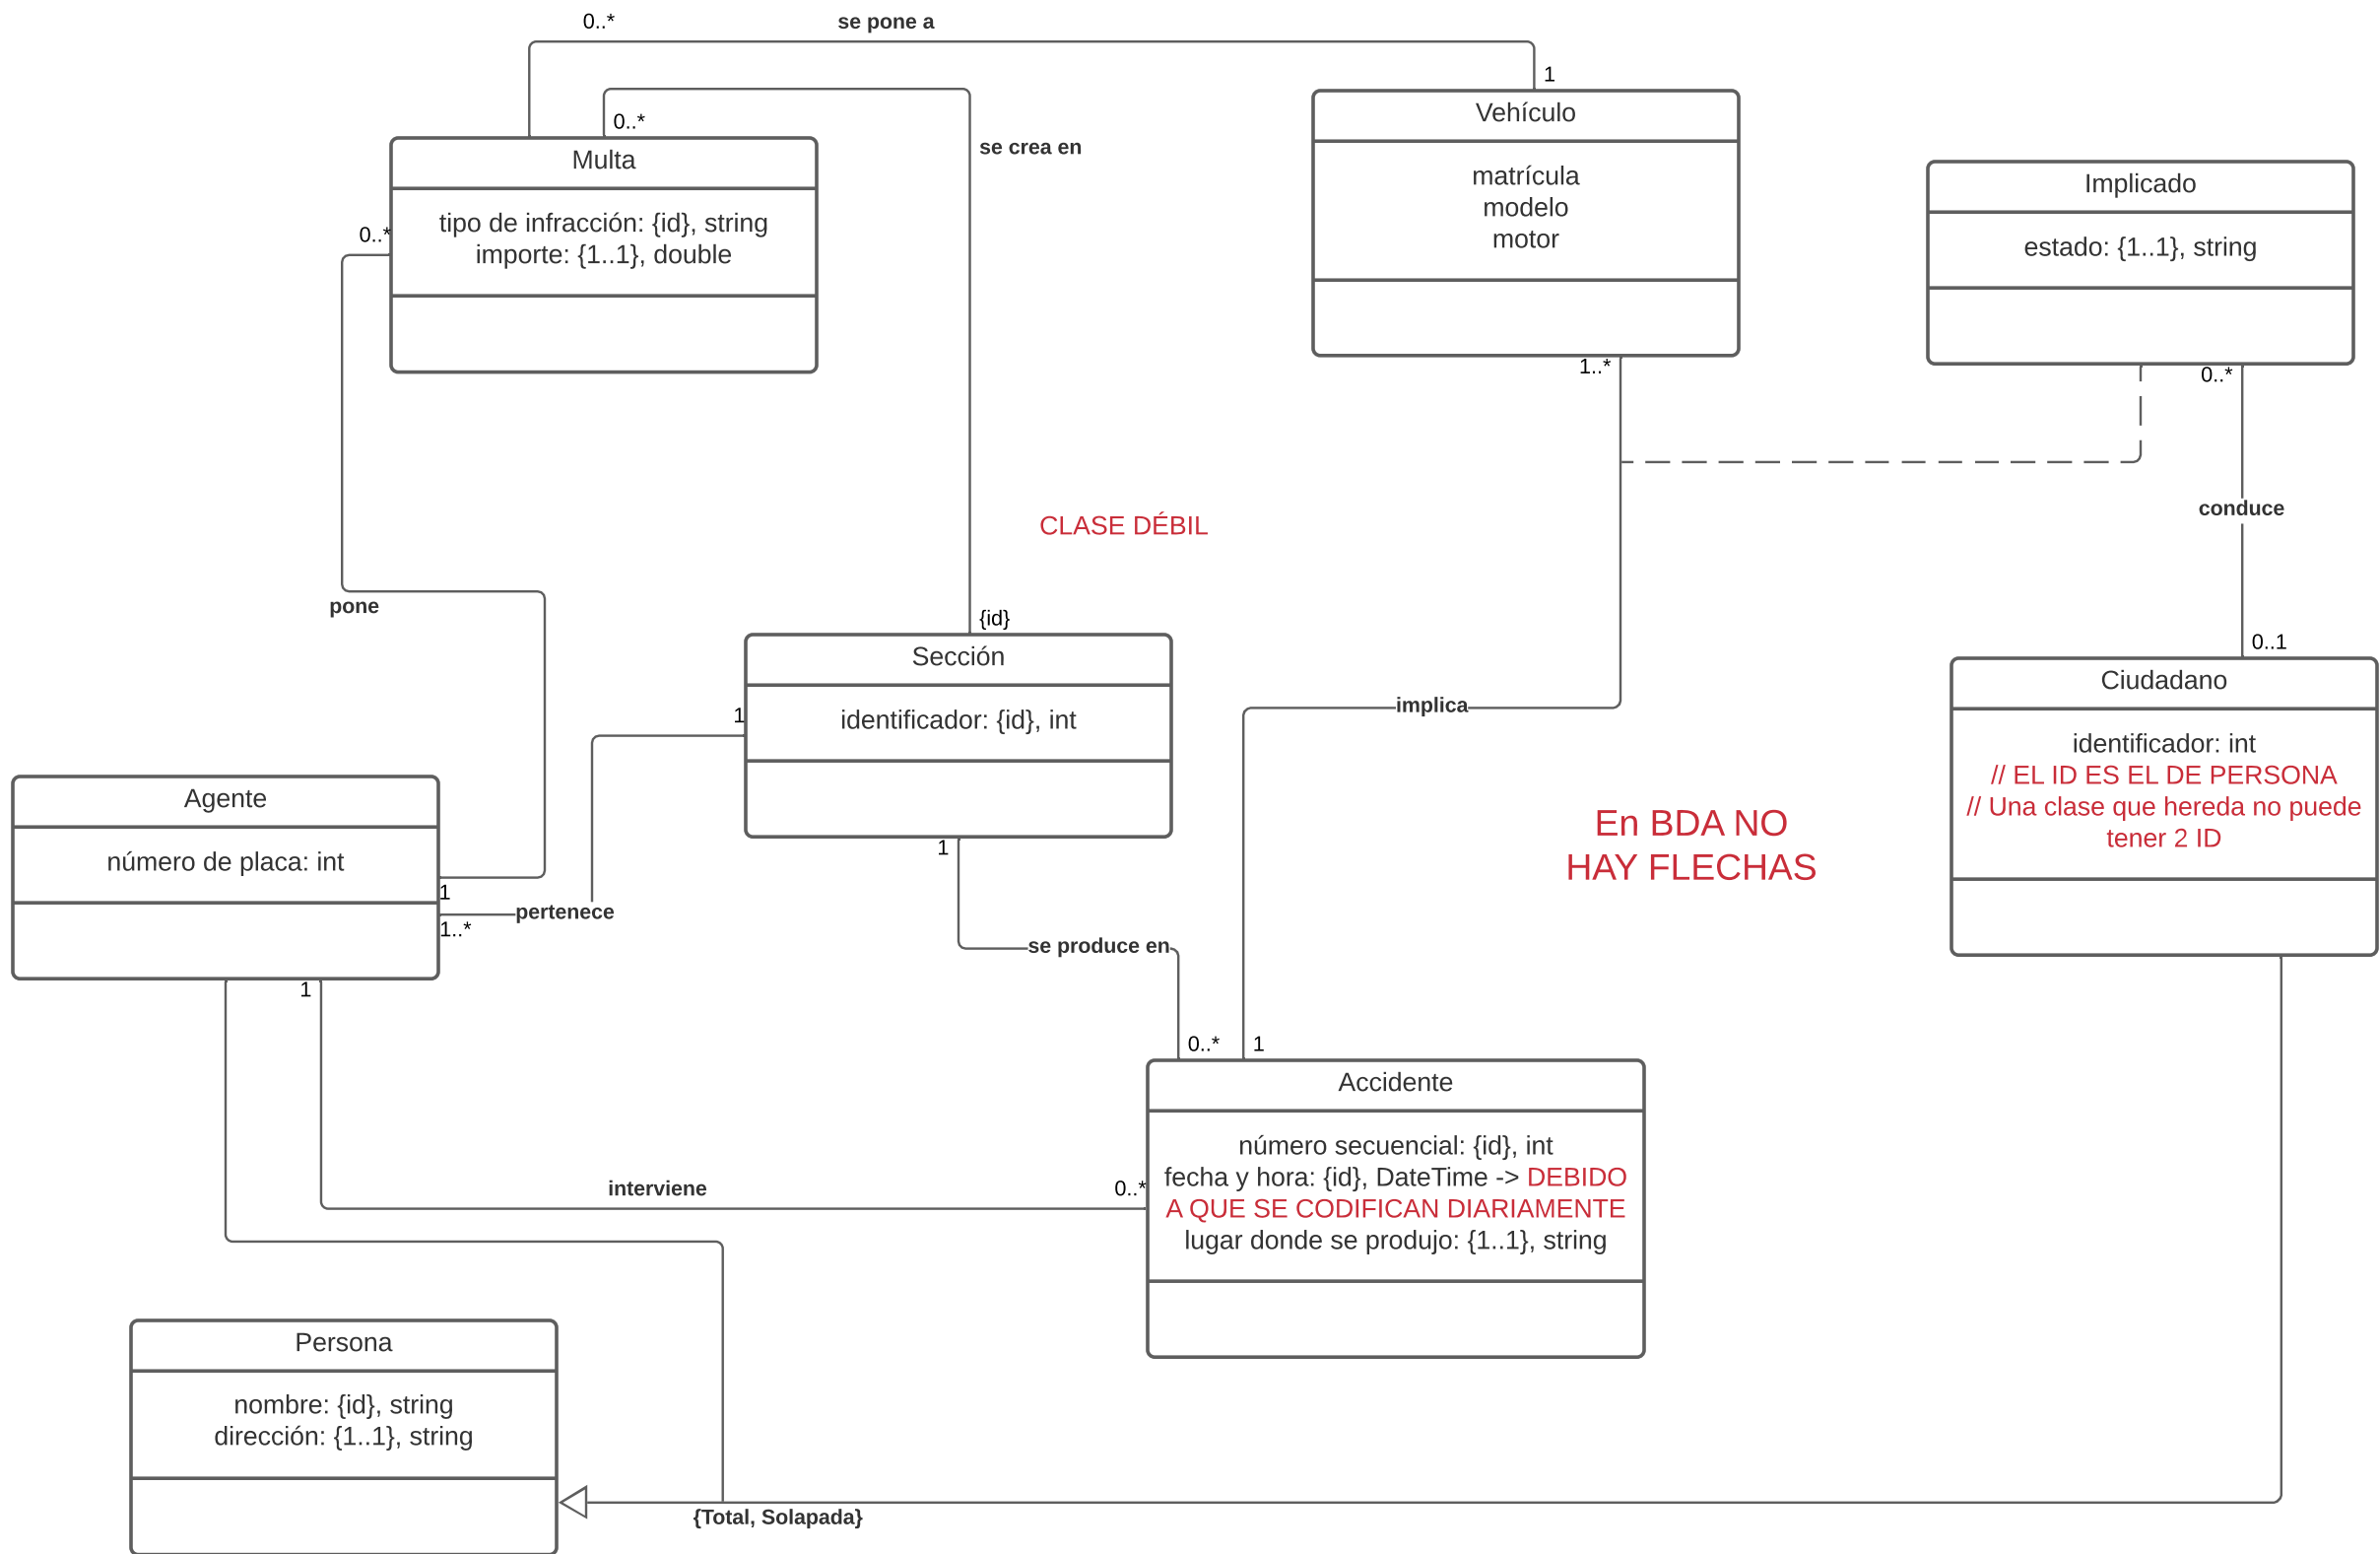 0..*
se pone a
1
Vehículo
matrícula
modelo
motor
1..*
0..*
se crea en
Multa
tipo de infracción: {id}, string
importe: {1..1}, double
0..*
Implicado
estado: {1..1}, string
0..*
conduce
0..1
CLASE DÉBIL
pone
{id}
Sección
identificador: {id}, int
1
1
implica
Ciudadano
identificador: int
// EL ID ES EL DE PERSONA
// Una clase que hereda no puede
tener 2 ID
En BDA NO
HAY FLECHAS
Agente
número de placa: int
1
pertenece
1..*
1
se produce en
0..*
1
Accidente
número secuencial: {id}, int
fecha y hora: {id}, DateTime -> DEBIDO
A QUE SE CODIFICAN DIARIAMENTE
lugar donde se produjo: {1..1}, string
interviene
0..*
Persona
nombre: {id}, string
dirección: {1..1}, string
{Total, Solapada}